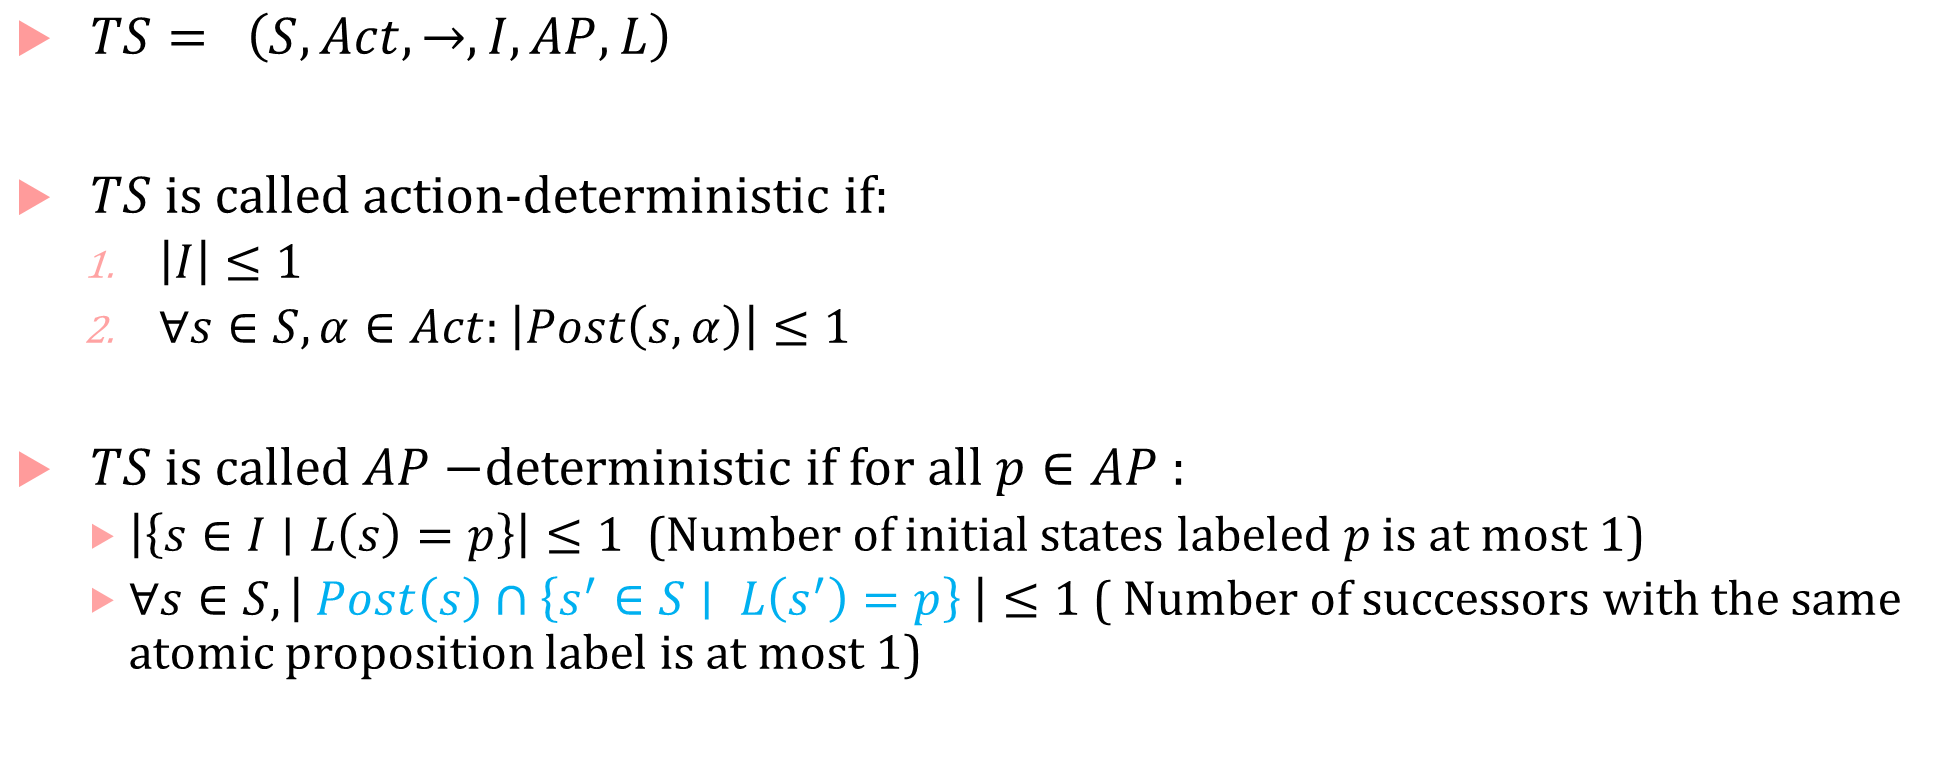 ▶ TS = (S, Act, →, I, AP, L)
▶ TS is called action-deterministic if:
1. |I| ≤ 1
2. ∀s ∈ S, α ∈ Act: |Post(s, α)| ≤ 1
▶ TS is called AP −deterministic if for all p ∈ AP :
▶ |{s ∈ I | L(s) = p}| ≤ 1 (Number of initial states labeled p is at most 1)
▶ ∀s ∈ S, | Post(s) ∩ {s′ ∈ S | L(s′) = p} | ≤ 1 ( Number of successors with the same
atomic proposition label is at most 1)